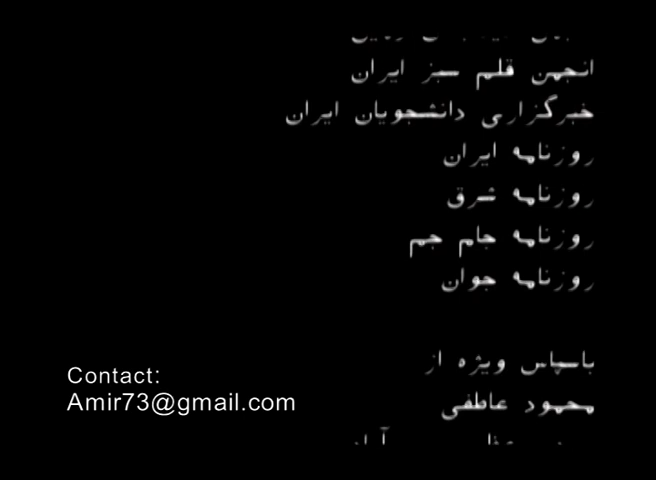 انجمن قلم سبز ایران
خبرگزاری دانشجویان ایران
روزنامه ایران
روزنامه شرق
روزنامه جام جم
روزنامه جوان
باسپاس ویژه از
محمود عاطفی
Contact:
Amir73@gmail.com